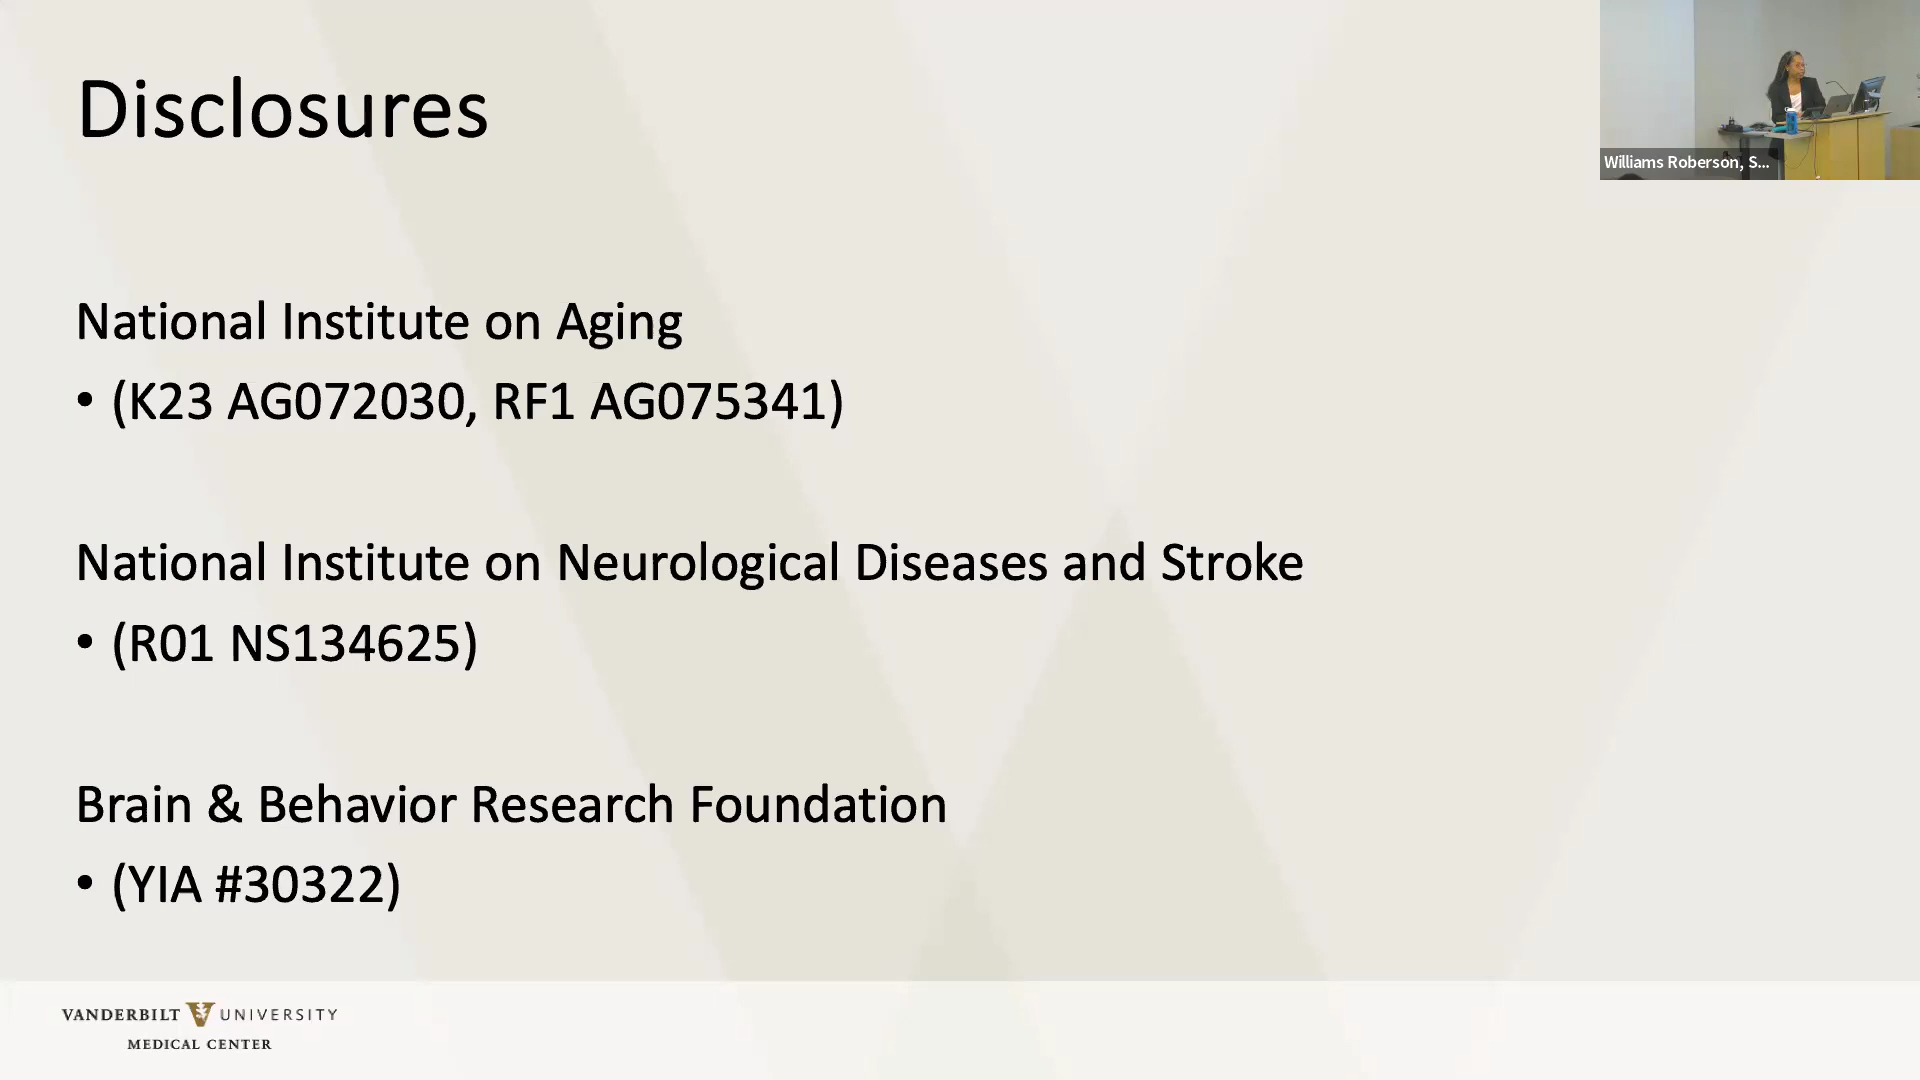 Disclosures
Williams Roberson, S...
National Institute on Aging
• (K23 AG072030, RF1 AG075341)
National Institute on Neurological Diseases and Stroke
• (R01 NS134625)
Brain & Behavior Research Foundation
• (YIA #30322)
VANDERBILT V UNIVERSITY
MEDICAL CENTER